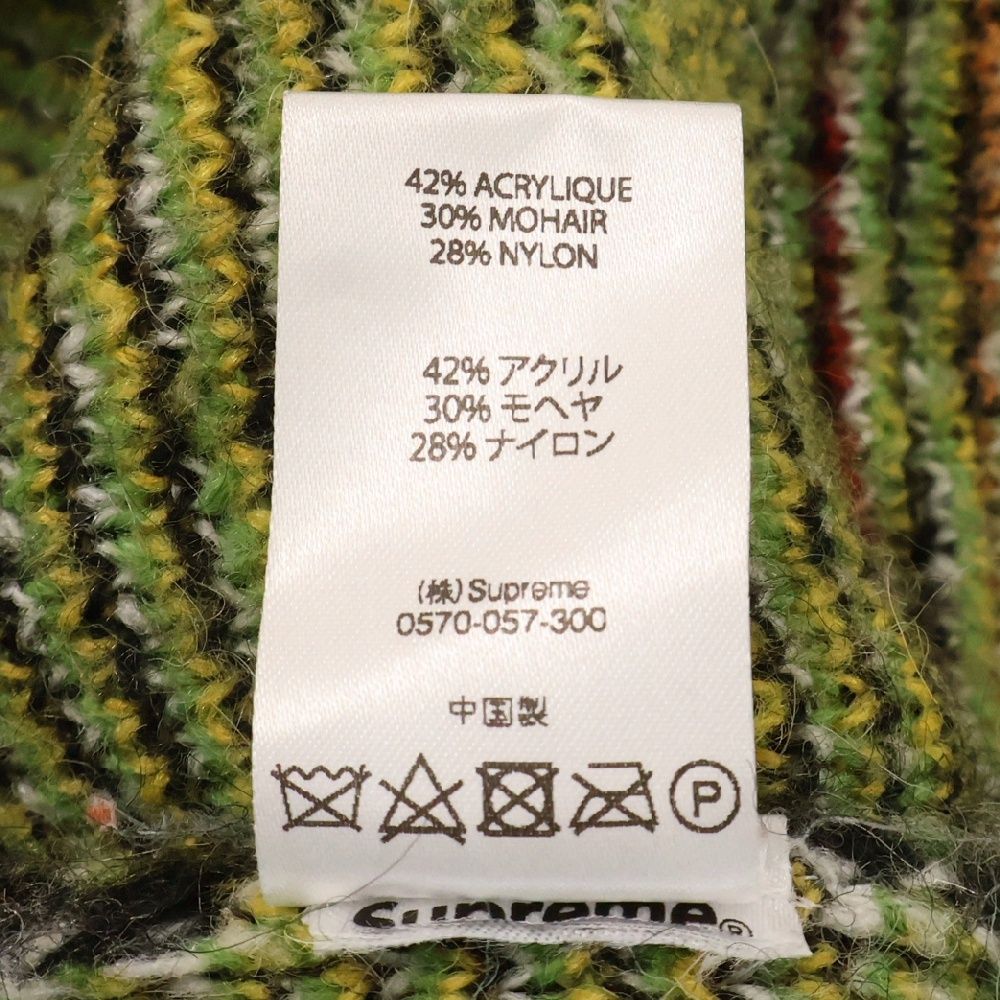 42% ACRYLIQUE
30% MOHAIR
28% NYLON
42% アクリル
30% モヘヤ
28% ナイロン
(株)Supreme
0570-057-300
中国製
P
Supreme®